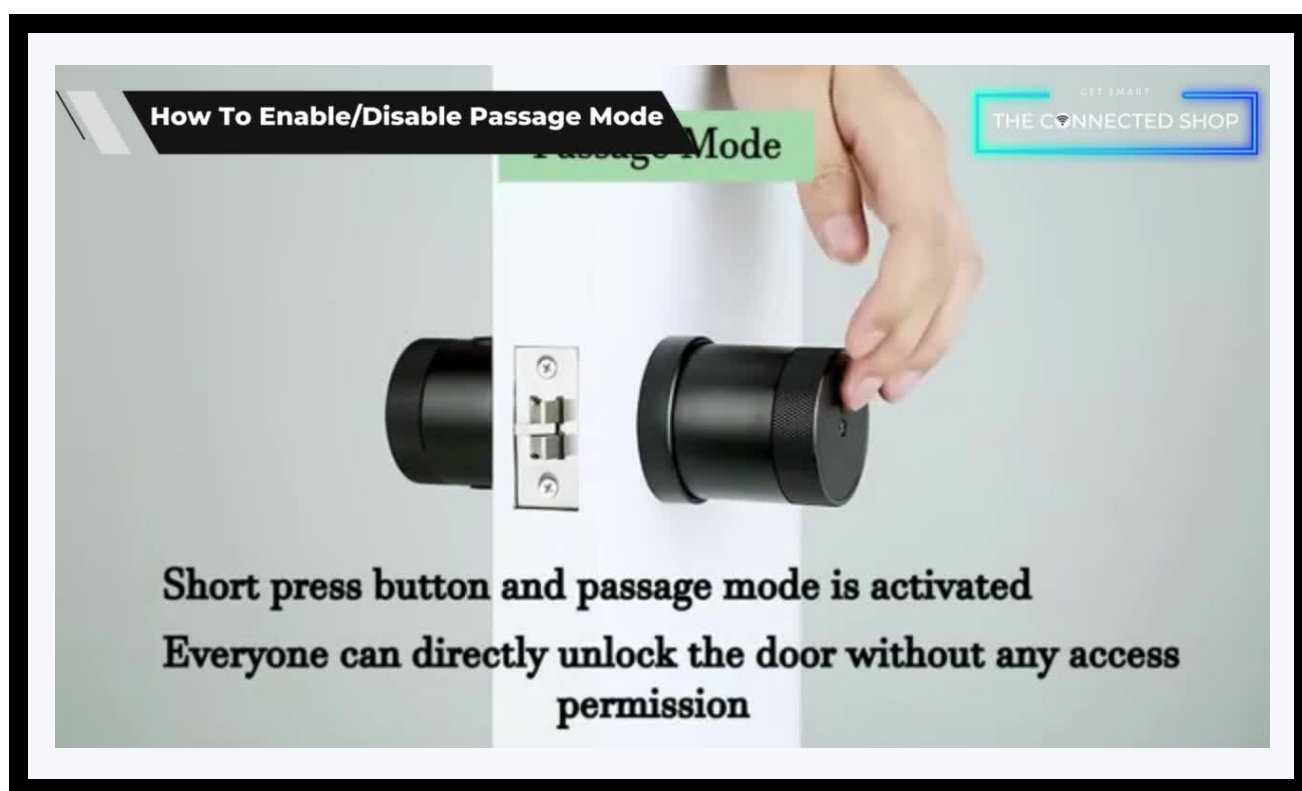 How To Enable/Disable Passage Mode
GET SMART
THE CONNECTED SHOP
Passage Mode
Short press button and passage mode is activated
Everyone can directly unlock the door without any access
permission